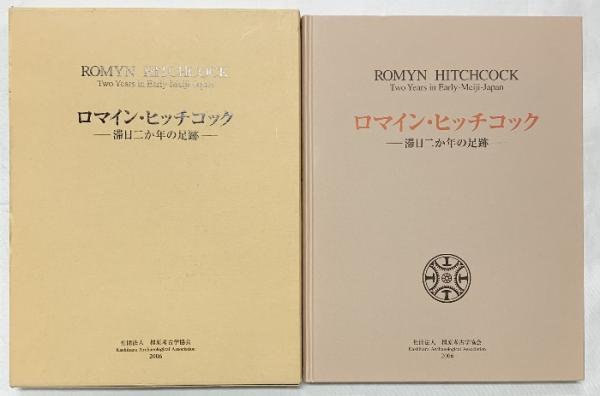 ROMYN HITCHCOCK
Two Years in Early-Meiji-Japan
ロマイン・ヒッチコック
―滞日二か年の足跡―
社団法人 橿原考古学協会
Kashihara Archaeological Association
2006
ROMYN HITCHCOCK
Two Years in Early-Meiji-Japan
ロマイン・ヒッチコック
―滞日二か年の足跡―
社団法人 橿原考古学協会
Kashihara Archaeological Association
2006